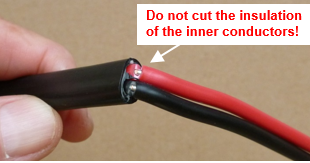 Do not cut the insulation
of the inner conductors!